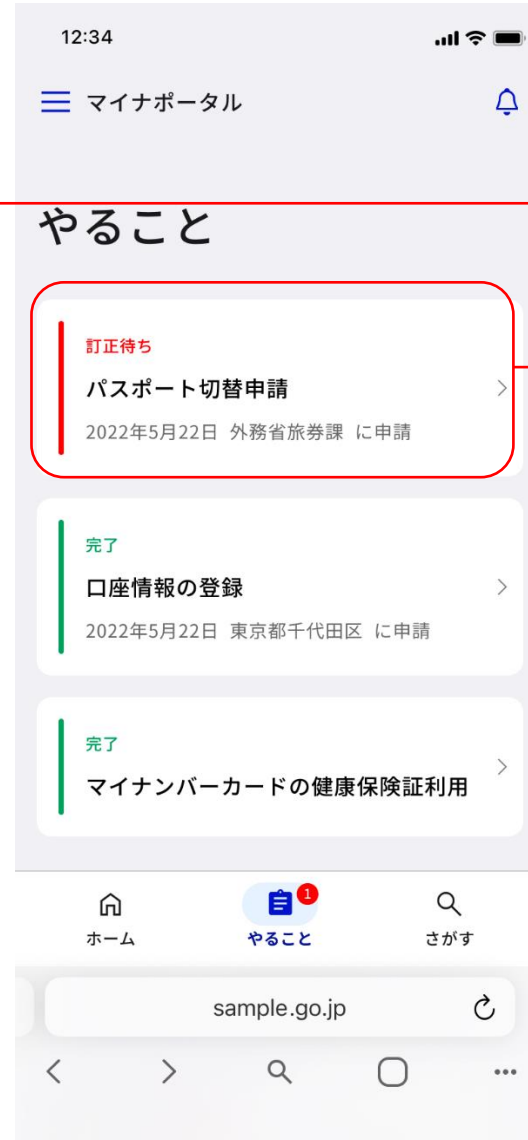 12:34
マイナポータル
やること
訂正待ち
パスポート切替申請
2022年5月22日 外務省旅券課 に申請
完了
口座情報の登録
2022年5月22日 東京都千代田区 に申請
完了
マイナンバーカードの健康保険証利用
1
ホーム
やること
さがす
sample.go.jp